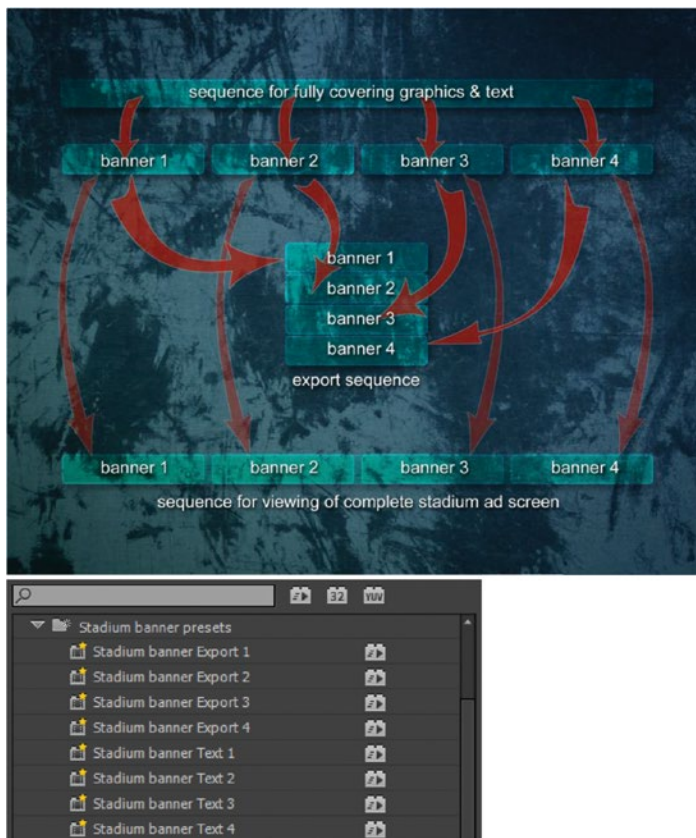 sequence for fully covering graphics & text
banner 1 banner 2 banner 3 banner 4
banner 1
banner 2
banner 3
banner 4
export sequence
banner 1 banner 2 banner 3 banner 4
sequence for viewing of complete stadium ad screen
32 YUV
Stadium banner presets
Stadium banner Export 1
Stadium banner Export 2
Stadium banner Export 3
Stadium banner Export 4
Stadium banner Text 1
Stadium banner Text 2
Stadium banner Text 3
Stadium banner Text 4